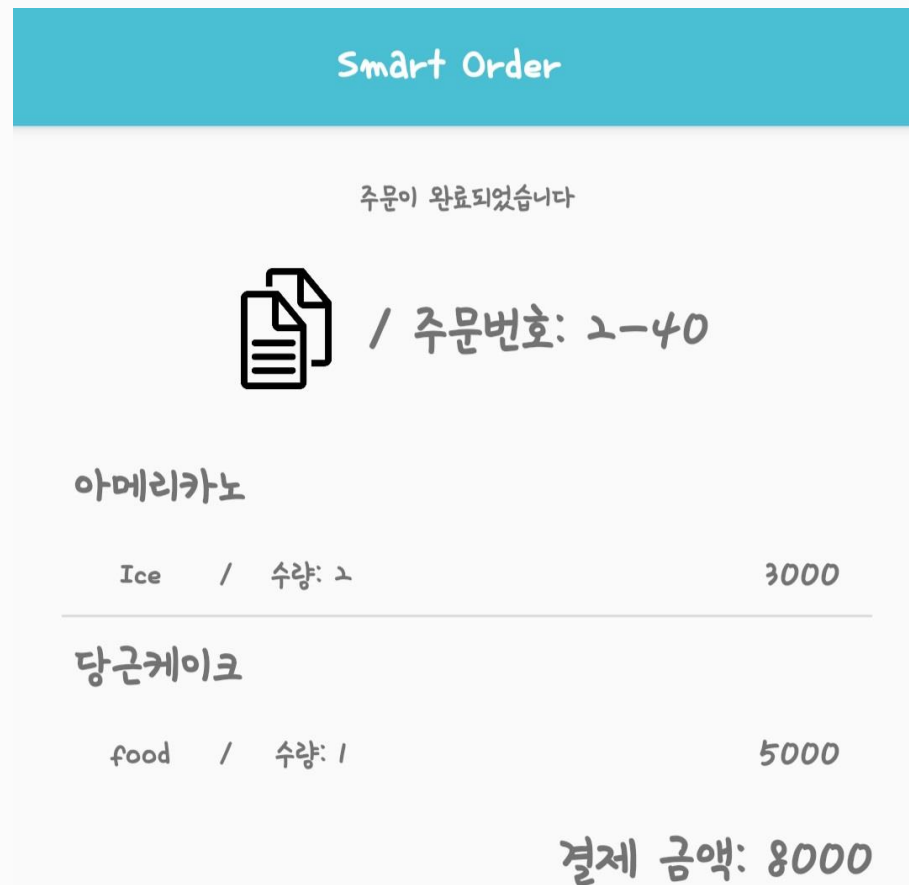 Smart Order
주문이 완료되었습니다
/ 주문번호: 2-40
아메리카노
Ice / 수량: 2 3000
당근케이크
food / 수량: 1 5000
결제 금액: 8000